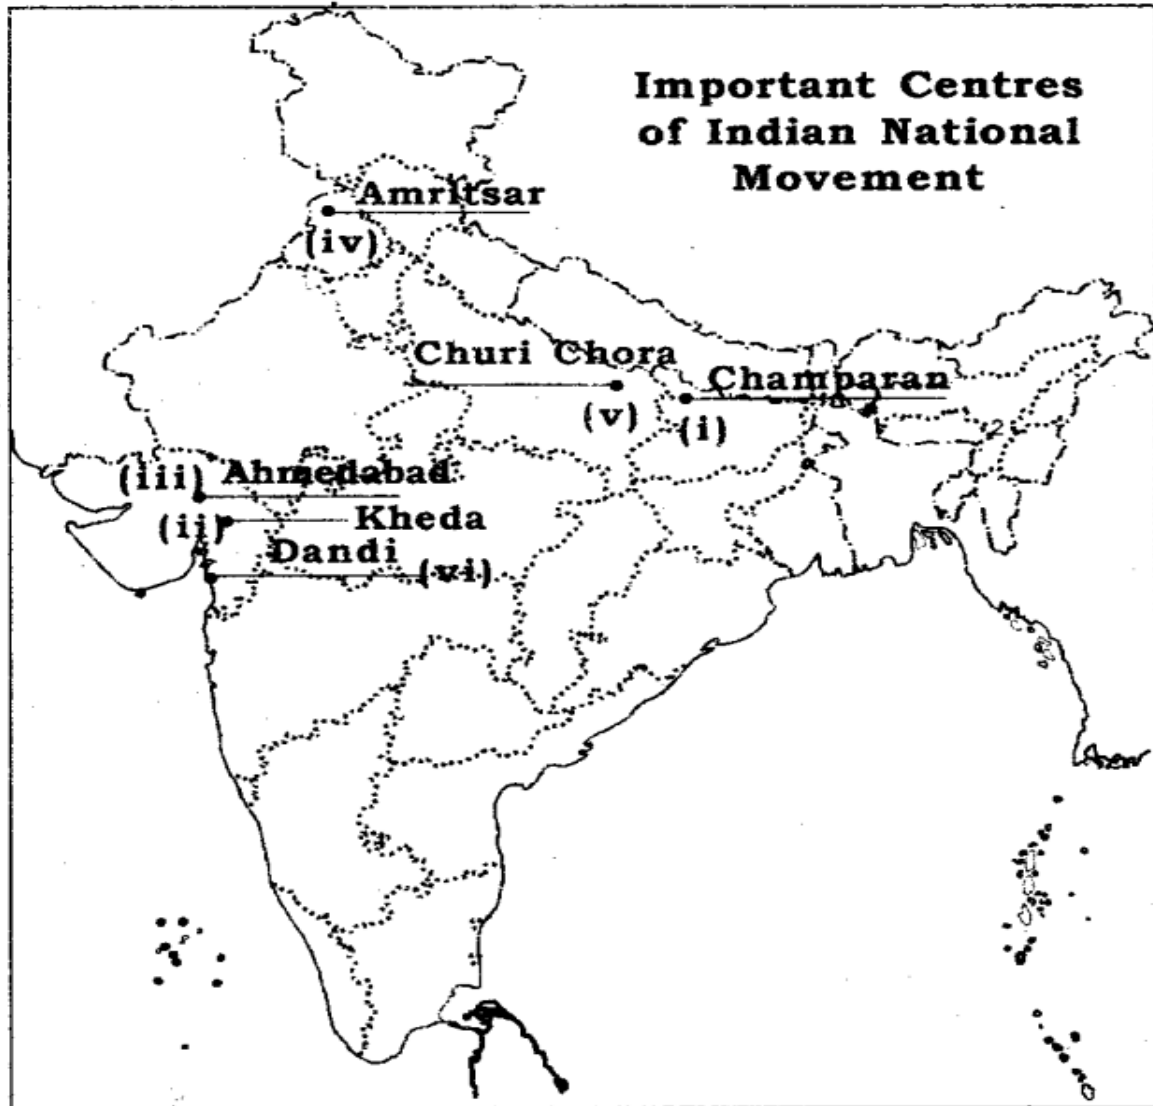 Important Centres
of Indian National
Movement
Amritsar
(iv)
Churi Chora
(v)
Champaran
(i)
(iii) Ahmedabad
(ii) Kheda
Dandi (vi)